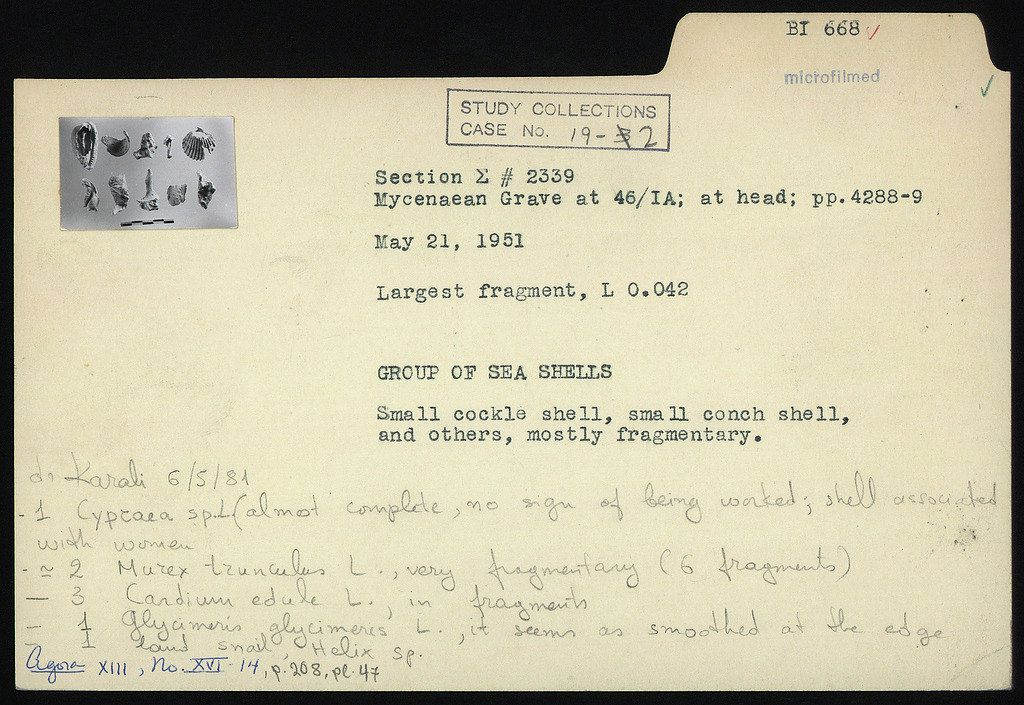 BI 668 ✓
microfilmed
✓
STUDY COLLECTIONS
CASE No. 19-2
Section Σ # 2339
Mycenaean Grave at 46/IA; at head; pp.4288-9
May 21, 1951
Largest fragment, L 0.042
GROUP OF SEA SHELLS
Small cockle shell, small conch shell,
and others, mostly fragmentary.
dr Karali 6/5/81
- 1 Cypraea sp.L (almost complete, no sign of being worked; shell associated
with women
- ≃ 2 Murex trunculus L., very fragmentary (6 fragments)
— 3 Cardium edule L., in fragments
— 1 Glycimeris glycimeris L., it seems as smoothed at the edge
— 1 land snail, Helix sp.
Agora XIII, No. XVI-14, p. 208, pl. 47